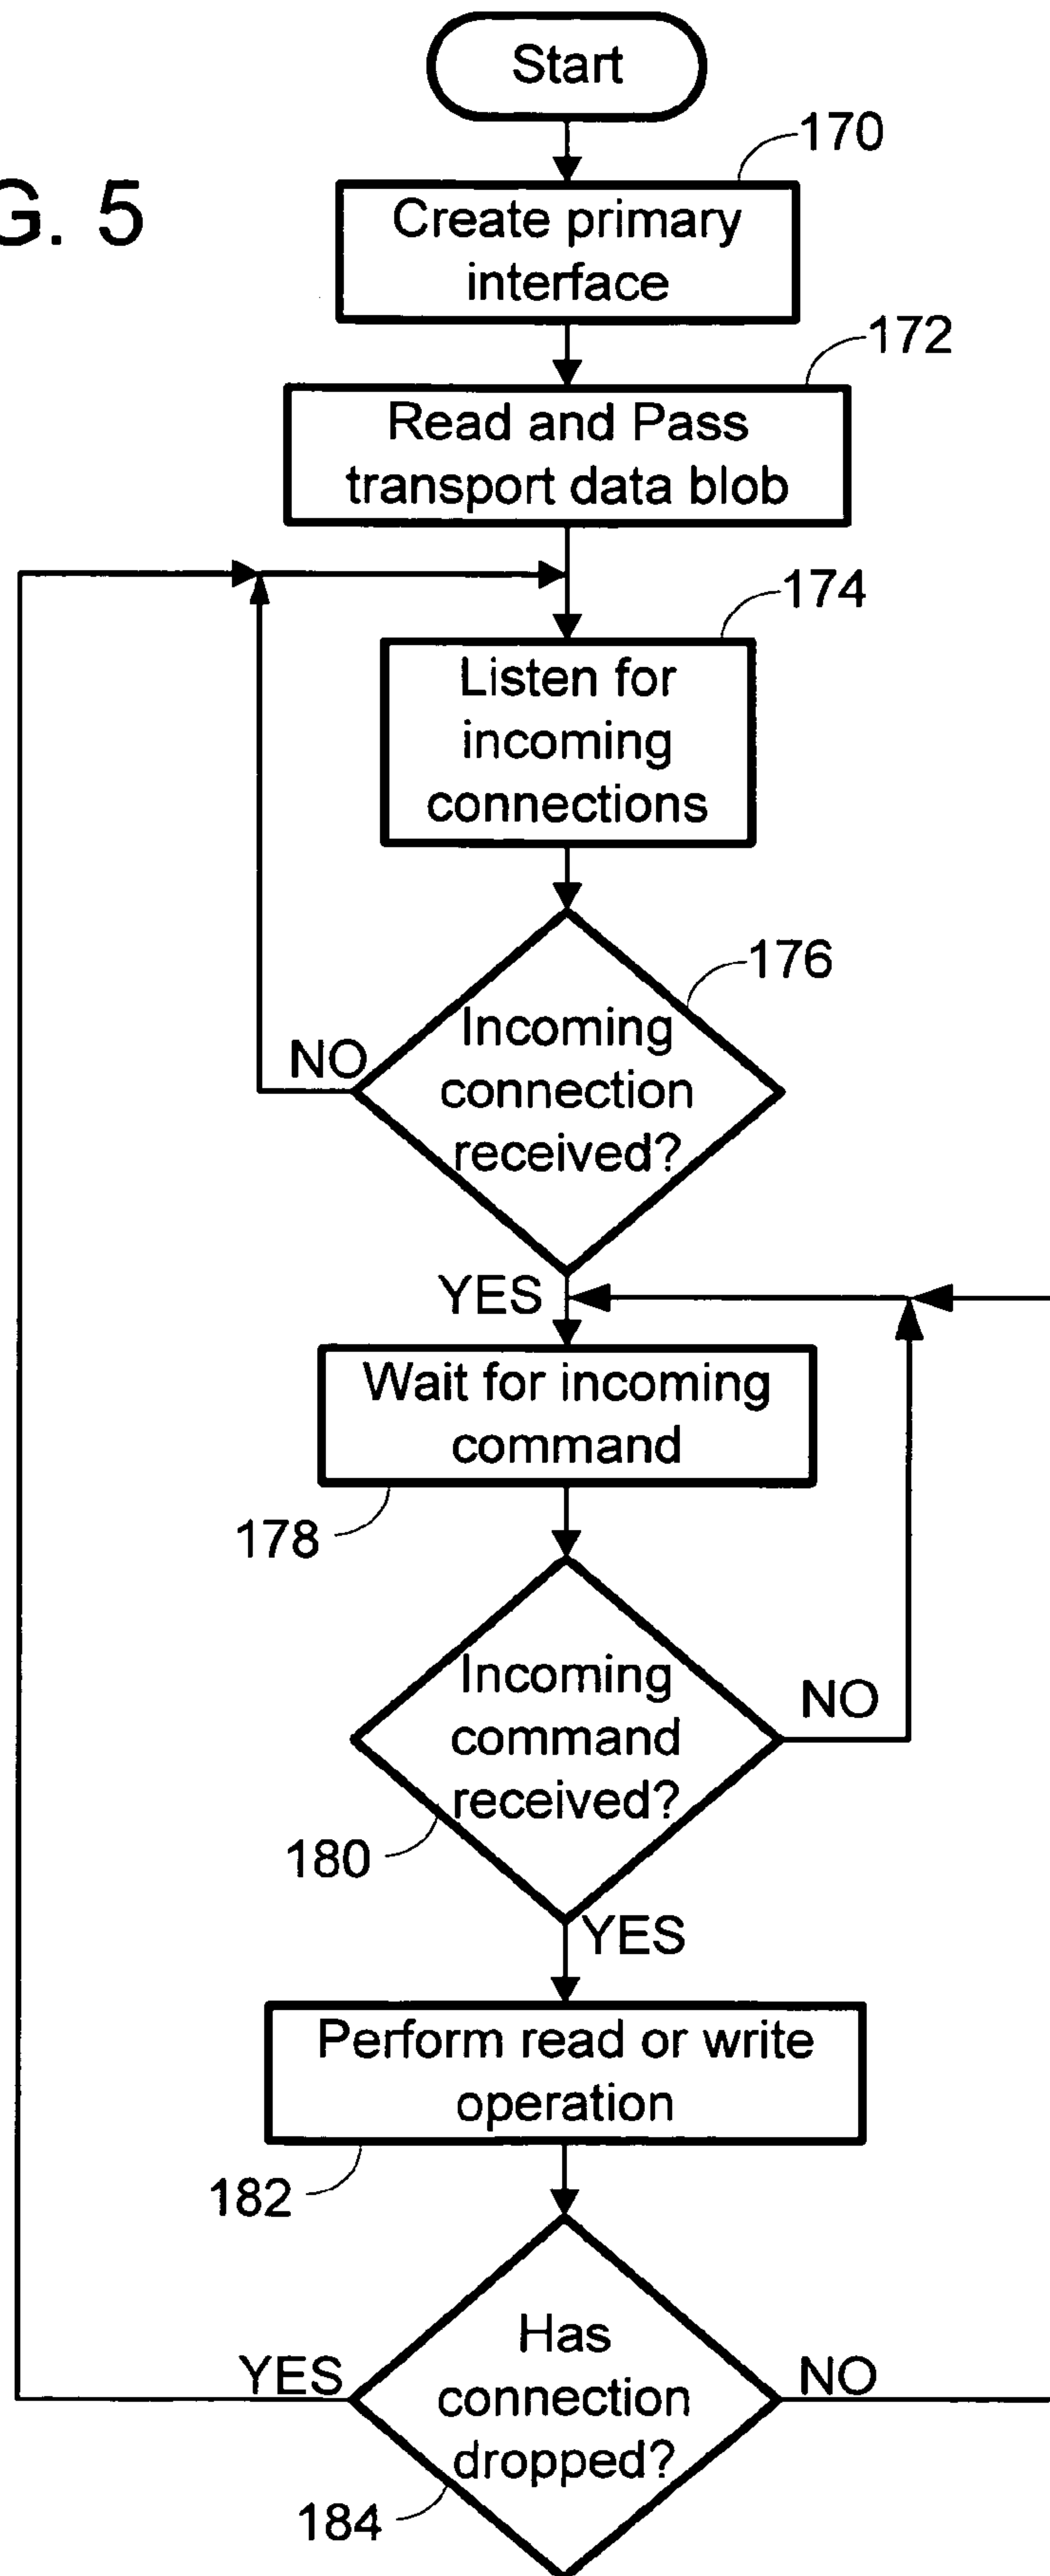 Start
170
G. 5
Create primary
interface
172
Read and Pass
transport data blob
174
Listen for
incoming
connections
176
Incoming
connection
received?
NO
YES
Wait for incoming
command
178
Incoming
command
received?
NO
180
YES
Perform read or write
operation
182
Has
connection
dropped?
YES
NO
184